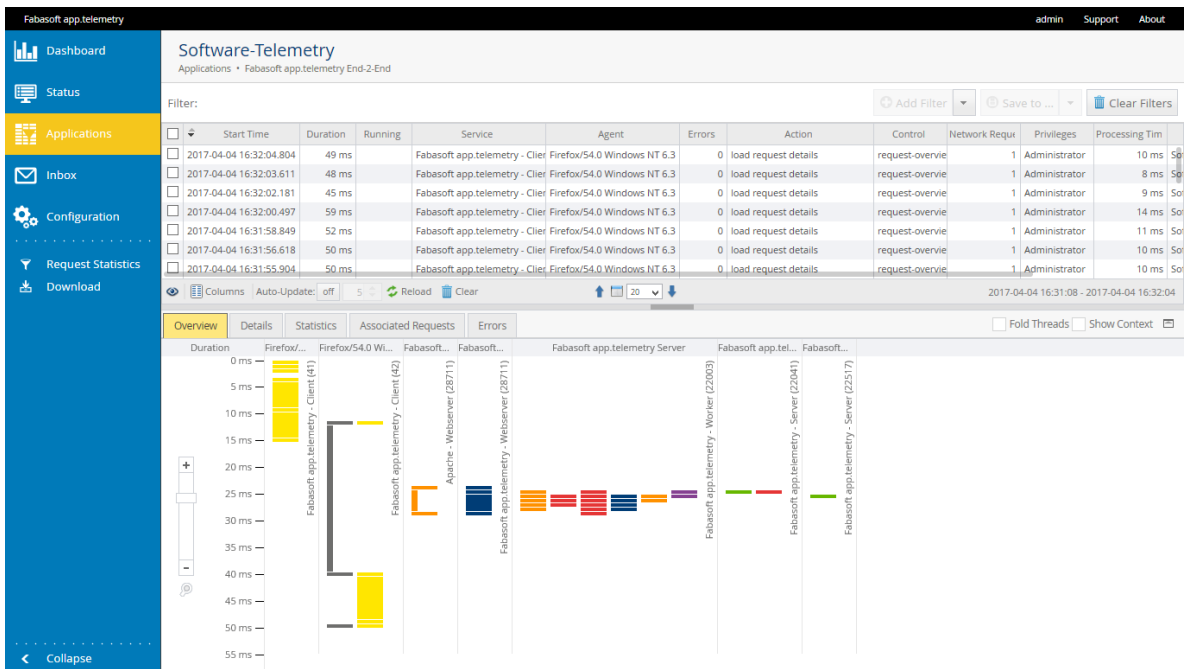 Fabasoft app.telemetry
admin Support About
Dashboard
Status
Applications
Inbox
Configuration
Request Statistics
Download
Collapse
Software-Telemetry
Applications • Fabasoft app.telemetry End-2-End
Filter:
Add Filter Save to ... Clear Filters
Start Time Duration Running Service Agent Errors Action Control Network Reque Privileges Processing Tim
2017-04-04 16:32:04.804 49 ms Fabasoft app.telemetry - Clier Firefox/54.0 Windows NT 6.3 0 load request details request-overvie 1 Administrator 10 ms Sof
2017-04-04 16:32:03.611 48 ms Fabasoft app.telemetry - Clier Firefox/54.0 Windows NT 6.3 0 load request details request-overvie 1 Administrator 8 ms Sof
2017-04-04 16:32:02.181 45 ms Fabasoft app.telemetry - Clier Firefox/54.0 Windows NT 6.3 0 load request details request-overvie 1 Administrator 9 ms Sof
2017-04-04 16:32:00.497 59 ms Fabasoft app.telemetry - Clier Firefox/54.0 Windows NT 6.3 0 load request details request-overvie 1 Administrator 14 ms Sof
2017-04-04 16:31:58.849 52 ms Fabasoft app.telemetry - Clier Firefox/54.0 Windows NT 6.3 0 load request details request-overvie 1 Administrator 11 ms Sof
2017-04-04 16:31:56.618 50 ms Fabasoft app.telemetry - Clier Firefox/54.0 Windows NT 6.3 0 load request details request-overvie 1 Administrator 10 ms Sof
2017-04-04 16:31:55.904 50 ms Fabasoft app.telemetry - Clier Firefox/54.0 Windows NT 6.3 0 load request details request-overvie 1 Administrator 10 ms Sof
Columns Auto-Update: off 5 Reload Clear 20 2017-04-04 16:31:08 - 2017-04-04 16:32:04
Overview Details Statistics Associated Requests Errors Fold Threads Show Context
Duration Firefox/... Firefox/54.0 Wi... Fabasoft... Fabasoft... Fabasoft app.telemetry Server Fabasoft app.tel... Fabasoft...
0 ms
5 ms
10 ms
15 ms
20 ms
25 ms
30 ms
35 ms
40 ms
45 ms
50 ms
55 ms
Fabasoft app.telemetry - Client (41)
Fabasoft app.telemetry - Client (42)
Apache - Webserver (28711)
Fabasoft app.telemetry - Webserver (28711)
Fabasoft app.telemetry - Worker (22003)
Fabasoft app.telemetry - Server (22041)
Fabasoft app.telemetry - Server (22517)